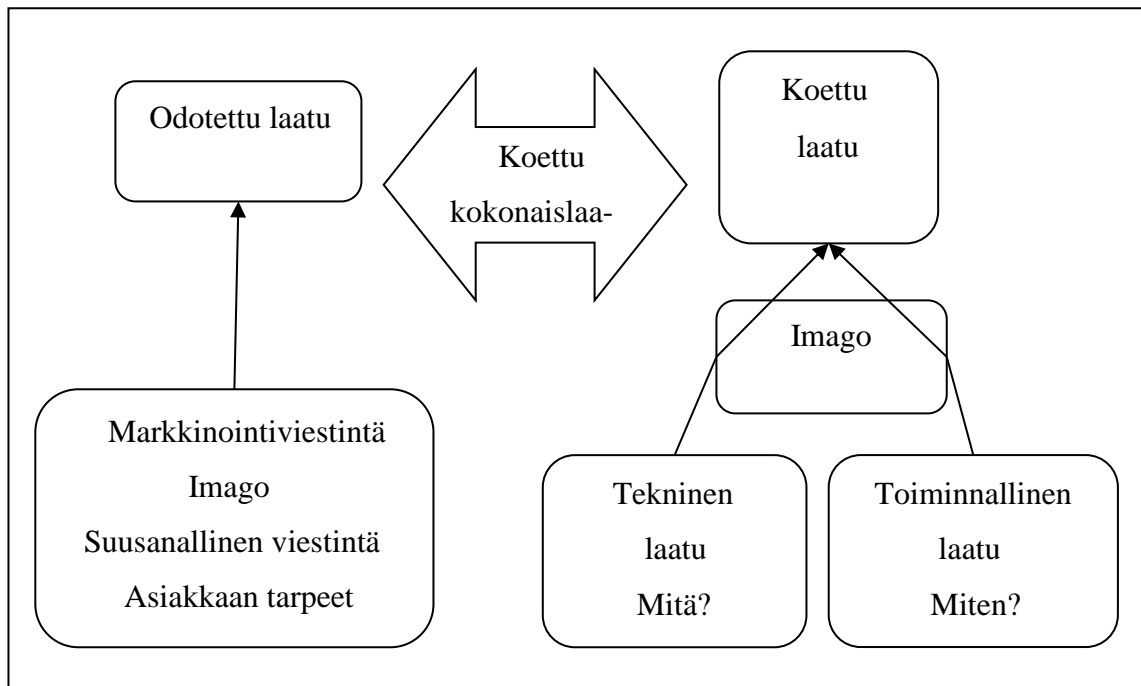 Odotettu laatu
Koettu
kokonaislaa-
Koettu
laatu
Imago
Markkinointiviestintä
Imago
Suusanallinen viestintä
Asiakkaan tarpeet
Tekninen
laatu
Mitä?
Toiminnallinen
laatu
Miten?